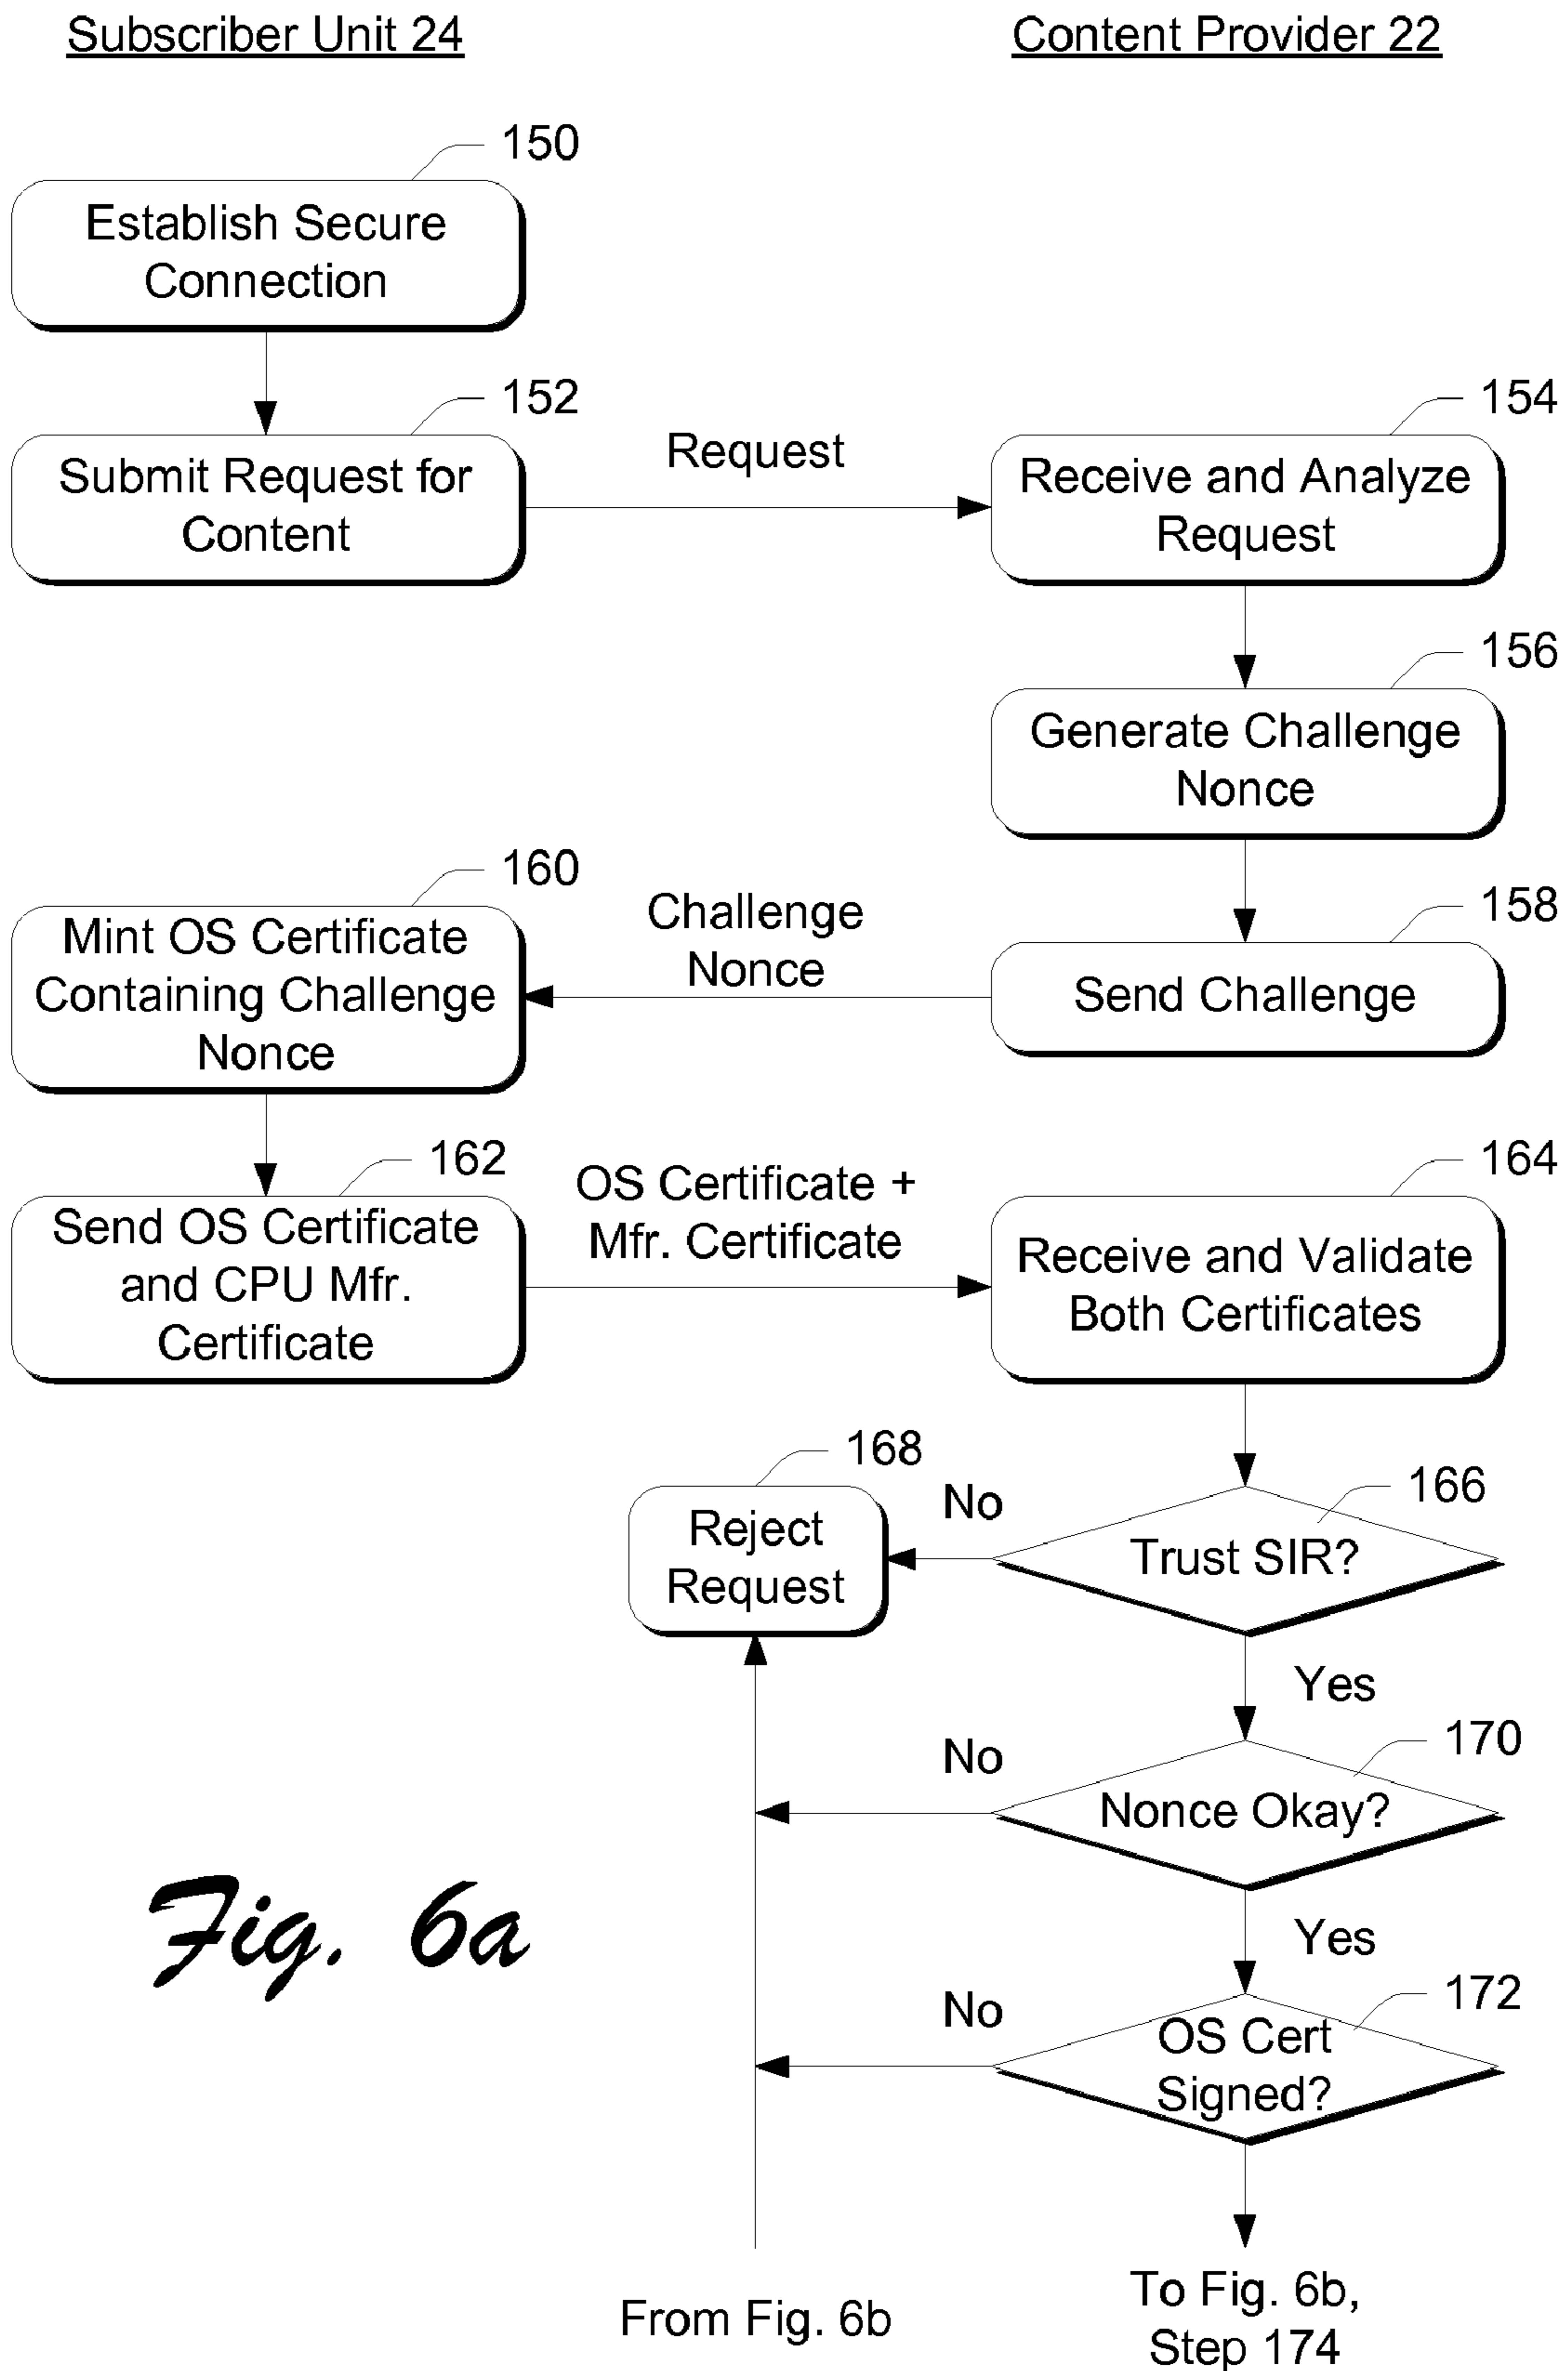 Subscriber Unit 24
Content Provider 22
150
Establish Secure
Connection
152
Submit Request for
Content
Request
154
Receive and Analyze
Request
156
Generate Challenge
Nonce
158
Send Challenge
Challenge
Nonce
160
Mint OS Certificate
Containing Challenge
Nonce
162
Send OS Certificate
and CPU Mfr.
Certificate
OS Certificate +
Mfr. Certificate
164
Receive and Validate
Both Certificates
166
Trust SIR?
No
168
Reject
Request
Yes
170
Nonce Okay?
No
Yes
172
OS Cert
Signed?
No
From Fig. 6b
To Fig. 6b,
Step 174
Fig. 6a